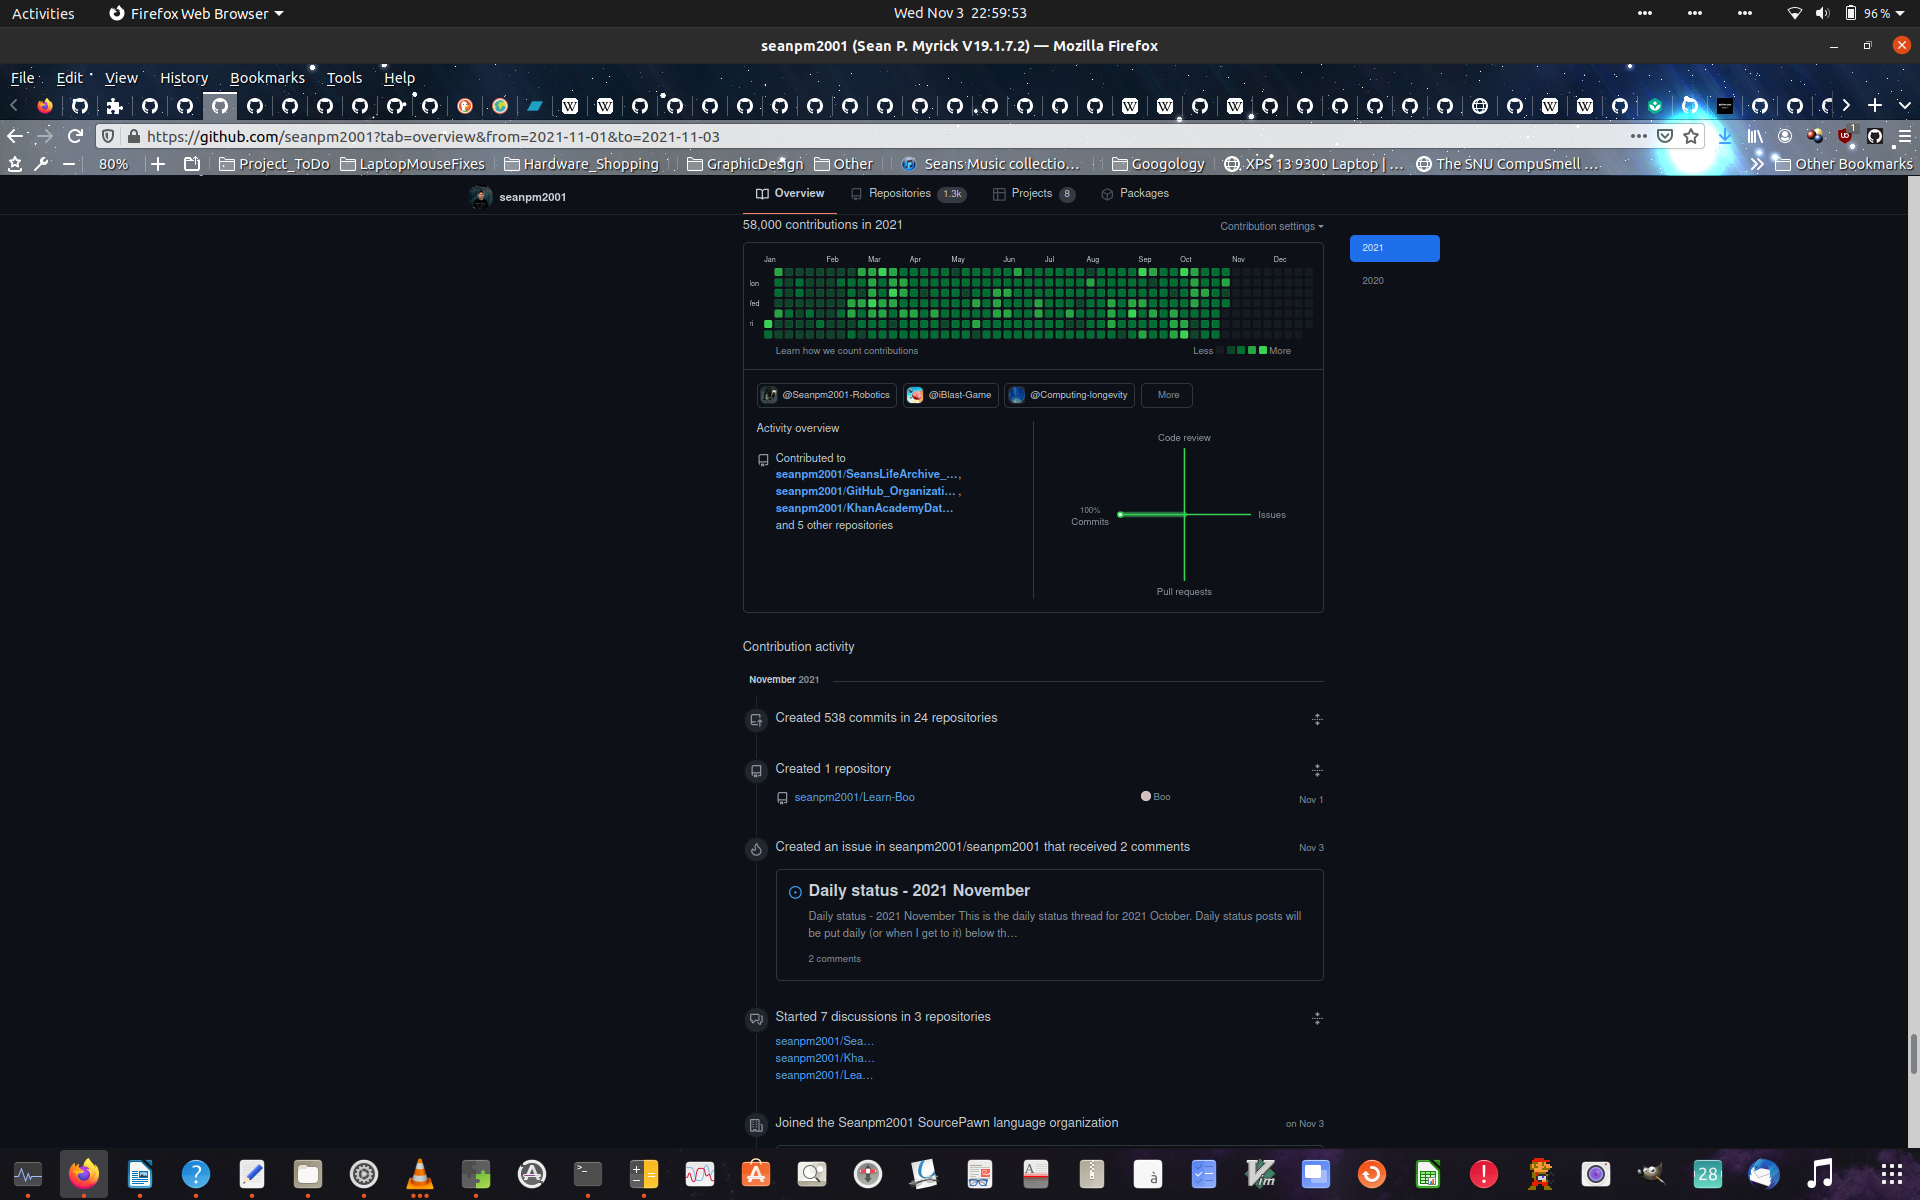 Activities
Firefox Web Browser
Wed Nov 3 22:59:53
96 %
seanpm2001 (Sean P. Myrick V19.1.7.2) — Mozilla Firefox
File Edit View History Bookmarks Tools Help
https://github.com/seanpm2001?tab=overview&from=2021-11-01&to=2021-11-03
80%
Project_ToDo
LaptopMouseFixes
Hardware_Shopping
GraphicDesign
Other
Seans Music collectio…
Googology
XPS 13 9300 Laptop | …
The SNU CompuSmell …
Other Bookmarks
seanpm2001
Overview
Repositories 1.3k
Projects 8
Packages
58,000 contributions in 2021
Contribution settings
2021
2020
Jan Feb Mar Apr May Jun Jul Aug Sep Oct Nov Dec
Learn how we count contributions
Less
More
@Seanpm2001-Robotics
@iBlast-Game
@Computing-longevity
More
Activity overview
Contributed to
seanpm2001/SeansLifeArchive_…,
seanpm2001/GitHub_Organizati… ,
seanpm2001/KhanAcademyDat…
and 5 other repositories
Code review
100%
Commits
Issues
Pull requests
Contribution activity
November 2021
Created 538 commits in 24 repositories
Created 1 repository
seanpm2001/Learn-Boo
Boo
Nov 1
Created an issue in seanpm2001/seanpm2001 that received 2 comments
Nov 3
Daily status - 2021 November
Daily status - 2021 November This is the daily status thread for 2021 October. Daily status posts will
be put daily (or when I get to it) below th…
2 comments
Started 7 discussions in 3 repositories
seanpm2001/Sea…
seanpm2001/Kha…
seanpm2001/Lea…
Joined the Seanpm2001 SourcePawn language organization
on Nov 3
28